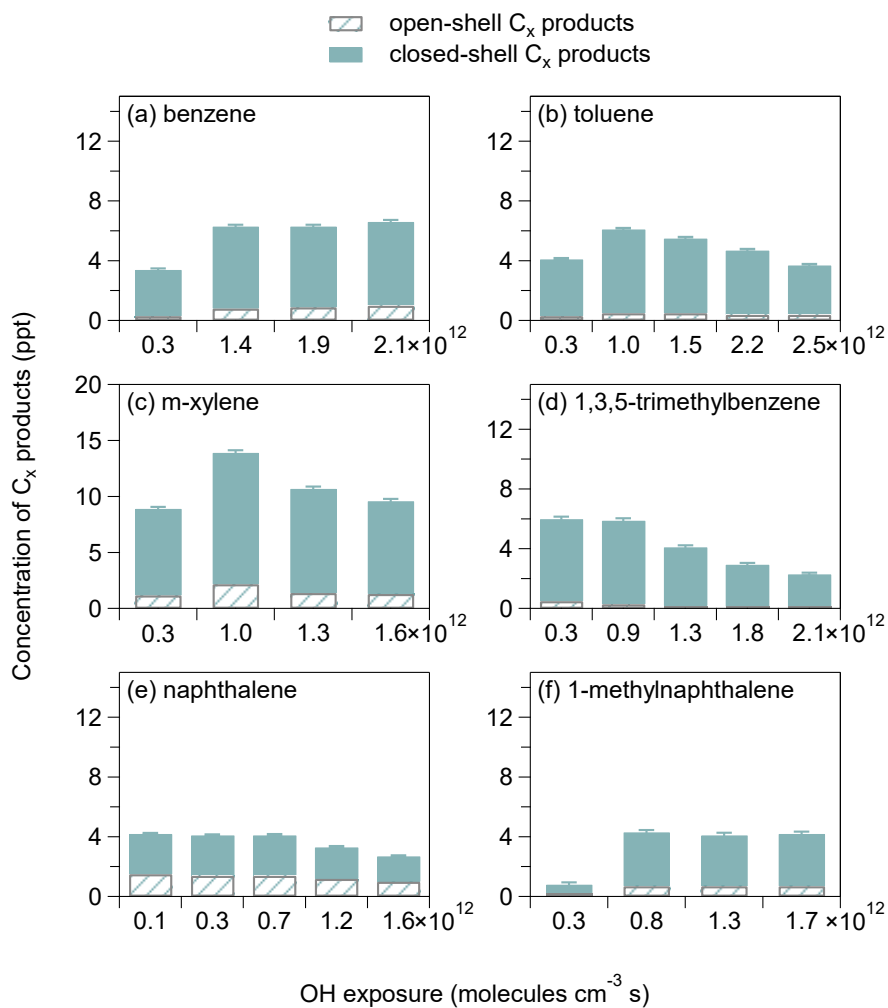 open-shell Cₓ products
closed-shell Cₓ products
Concentration of Cₓ products (ppt)
(a) benzene
12
8
4
0
0.3 1.4 1.9 2.1×10¹²
(b) toluene
12
8
4
0
0.3 1.0 1.5 2.2 2.5×10¹²
(c) m-xylene
20
15
10
5
0
0.3 1.0 1.3 1.6×10¹²
(d) 1,3,5-trimethylbenzene
12
8
4
0
0.3 0.9 1.3 1.8 2.1×10¹²
(e) naphthalene
12
8
4
0
0.1 0.3 0.7 1.2 1.6×10¹²
(f) 1-methylnaphthalene
12
8
4
0
0.3 0.8 1.3 1.7×10¹²
OH exposure (molecules cm⁻³ s)